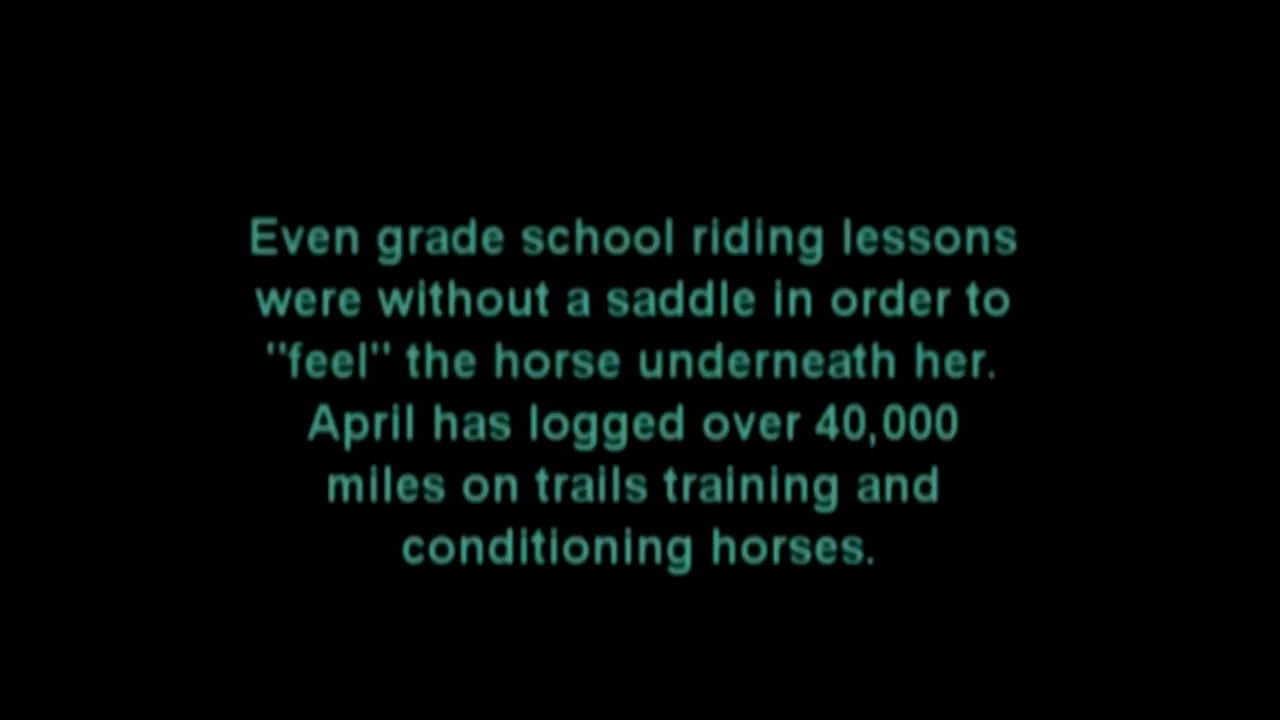 Even grade school riding lessons
were without a saddle in order to
"feel" the horse underneath her.
April has logged over 40,000
miles on trails training and
conditioning horses.